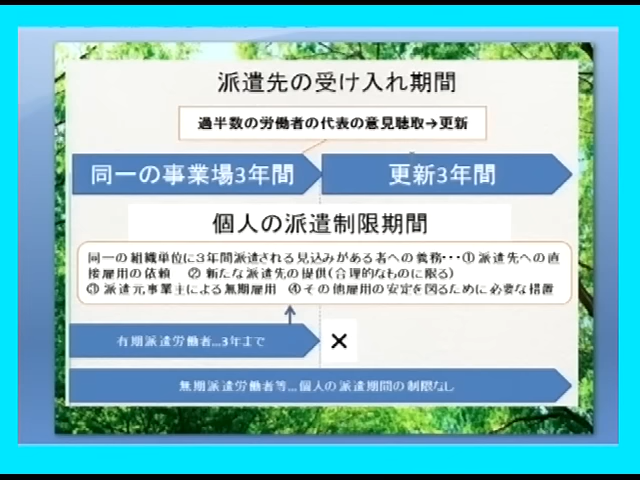 派遣先の受け入れ期間
過半数の労働者の代表の意見聴取→更新
同一の事業場3年間
更新3年間
個人の派遣制限期間
同一の組織単位に3年間派遣される見込みがある者への義務･･･① 派遣先への直
接雇用の依頼　② 新たな派遣先の提供(合理的なものに限る)
③ 派遣元事業主による無期雇用　④ その他雇用の安定を図るために必要な措置
有期派遣労働者…3年まで
×
無期派遣労働者等…個人の派遣期間の制限なし